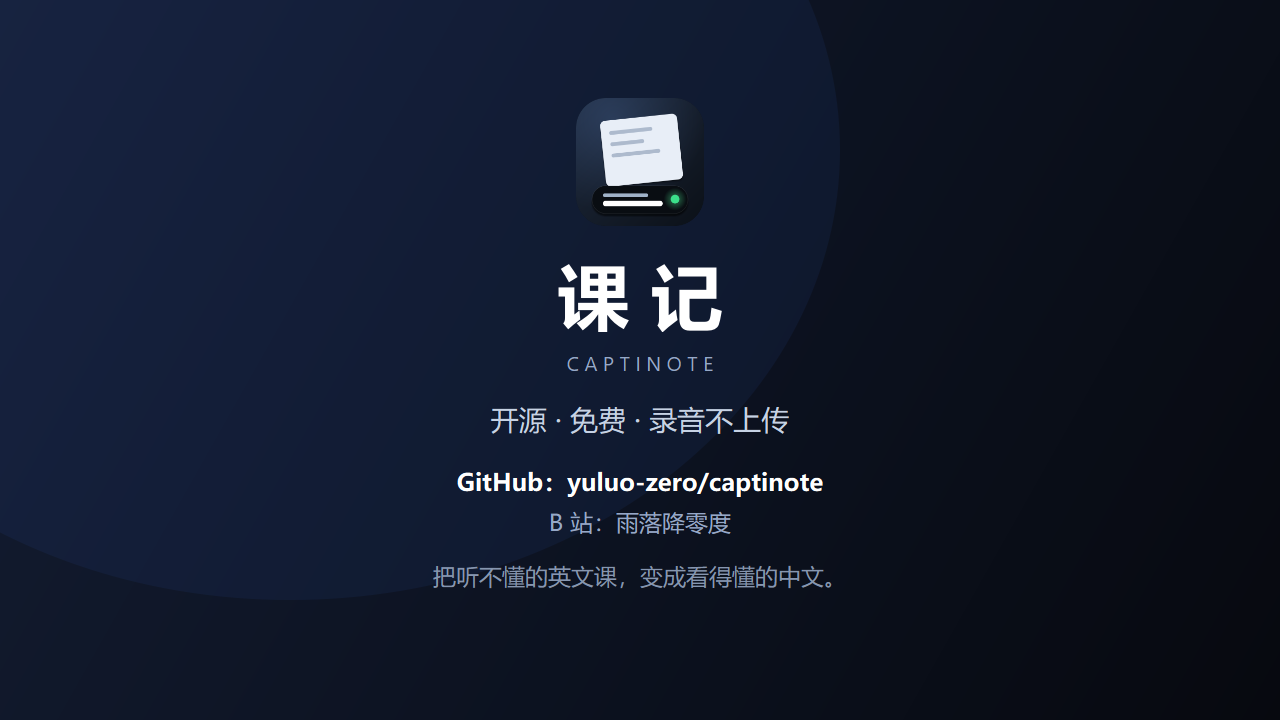 课记
CAPTINOTE
开源 · 免费 · 录音不上传
GitHub：yuluo-zero/captinote
B 站：雨落降零度
把听不懂的英文课，变成看得懂的中文。